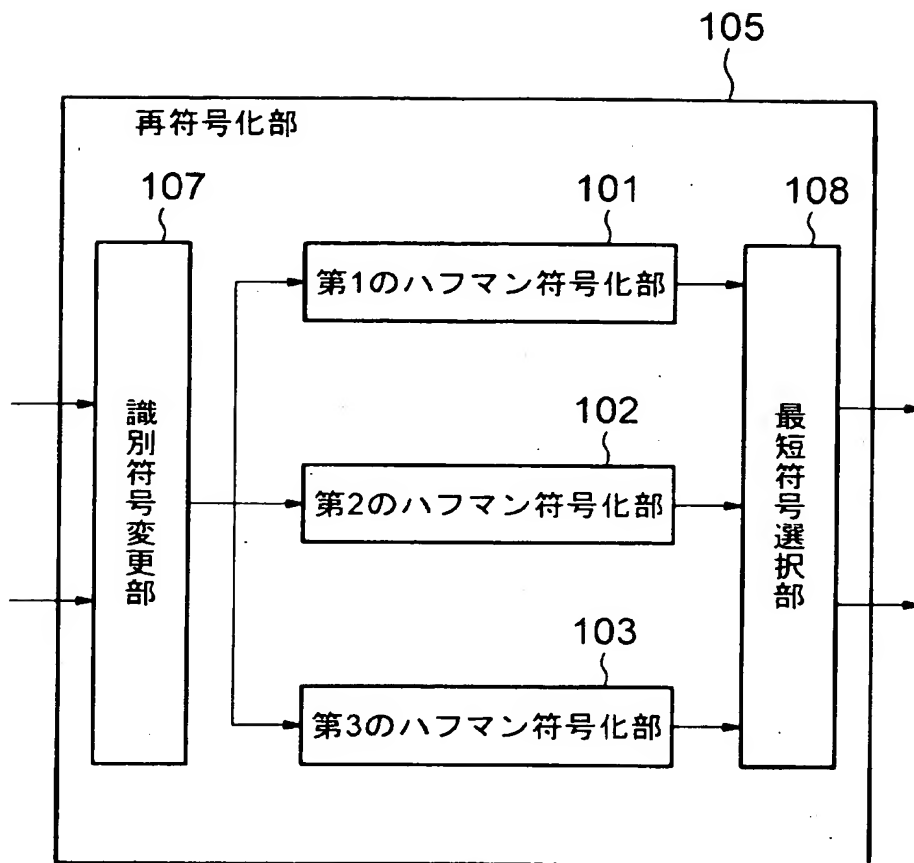 105
再符号化部
107
101
108
第1のハフマン符号化部
識別符号変更部
102
第2のハフマン符号化部
最短符号選択部
103
第3のハフマン符号化部